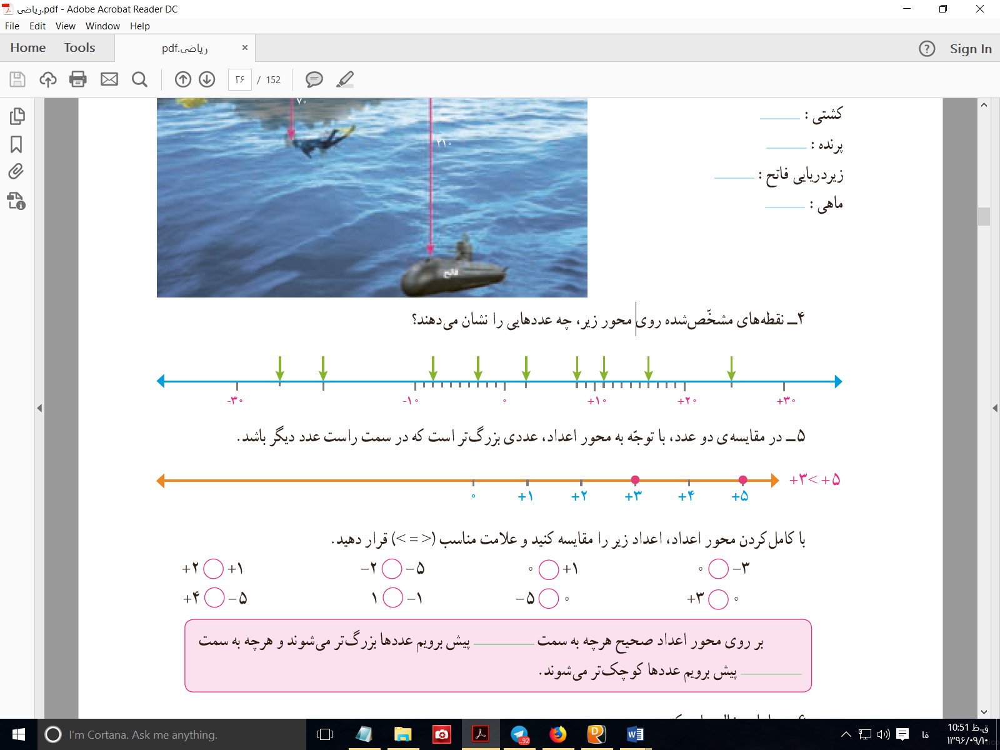 ریاضی.pdf - Adobe Acrobat Reader DC
File Edit View Window Help
Home Tools ریاضی.pdf × ? Sign In
۲۶ / 152
۷۰
۲۱۰
فاتح
کشتی :
پرنده :
زیردریایی فاتح :
ماهی :
۴ــ نقطه‌های مشخّص‌شده روی محور زیر، چه عددهایی را نشان می‌دهند؟
-۳۰ -۱۰ ۰ +۱۰ +۲۰ +۳۰
۵ــ در مقایسه‌ی دو عدد، با توجّه به محور اعداد، عددی بزرگ‌تر است که در سمت راست عدد دیگر باشد.
+۳< +۵
۰ +۱ +۲ +۳ +۴ +۵
با کامل‌کردن محور اعداد، اعداد زیر را مقایسه کنید و علامت مناسب (< = >) قرار دهید.
+۲ ○ +۱ −۲ ○ −۵ ۰ ○ +۱ ۰ ○ −۳
+۴ ○ −۵ ۱ ○ −۱ −۵ ○ ۰ +۳ ○ ۰
بر روی محور اعداد صحیح هرچه به سمت ــــــــ پیش برویم عددها بزرگ‌تر می‌شوند و هرچه به سمت
ــــــــ پیش برویم عددها کوچک‌تر می‌شوند.
I'm Cortana. Ask me anything.
..92
فا
10:51 ق.ظ
۱۳۹۶/۰۹/۱۰